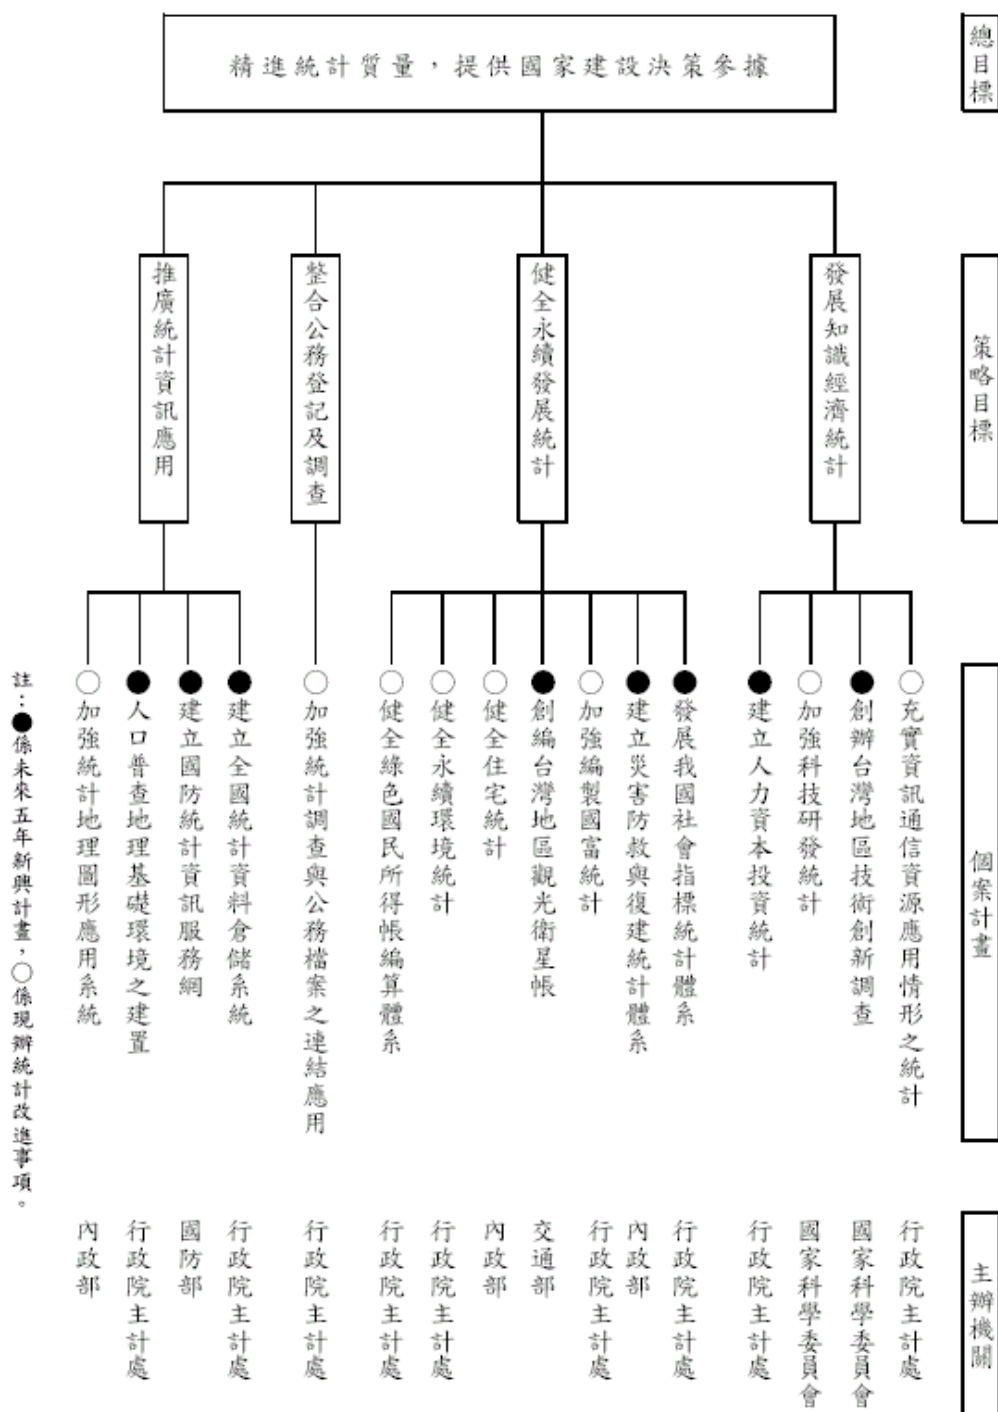 總目標
精進統計質量，提供國家建設決策參據
策略目標
發展知識經濟統計
健全永續發展統計
整合公務登記及調查
推廣統計資訊應用
個案計畫
○充實資訊通信資源應用情形之統計
●創辦台灣地區技術創新調查
○加強科技研發統計
●建立人力資本投資統計
●發展我國社會指標統計體系
●建立災害防救與復建統計體系
○加強編製國富統計
●創編台灣地區觀光衛星帳
○健全住宅統計
○健全永續環境統計
○健全綠色國民所得帳編算體系
○加強統計調查與公務檔案之連結應用
●建立全國統計資料倉儲系統
●建立國防統計資訊服務網
●人口普查地理基礎環境之建置
○加強統計地理圖形應用系統
主辦機關
行政院主計處
國家科學委員會
國家科學委員會
行政院主計處
行政院主計處
內政部
行政院主計處
交通部
內政部
行政院主計處
行政院主計處
行政院主計處
行政院主計處
國防部
行政院主計處
內政部
註：●係未來五年新興計畫，○係現辦統計改進事項。